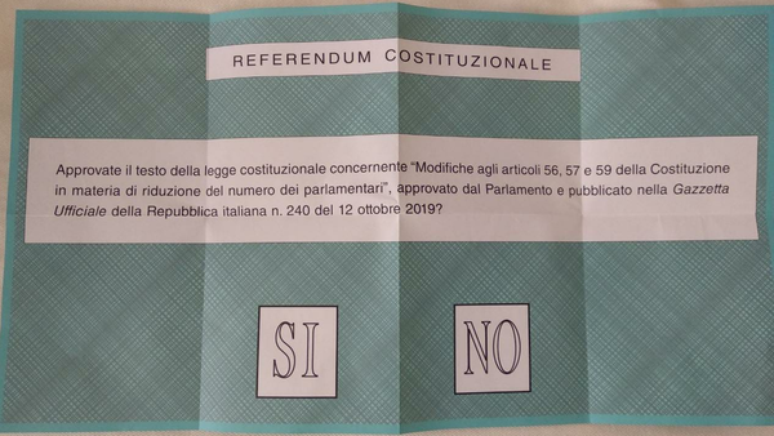 REFERENDUM COSTITUZIONALE
Approvate il testo della legge costituzionale concernente “Modifiche agli articoli 56, 57 e 59 della Costituzione
in materia di riduzione del numero dei parlamentari”, approvato dal Parlamento e pubblicato nella Gazzetta
Ufficiale della Repubblica italiana n. 240 del 12 ottobre 2019?
SI NO